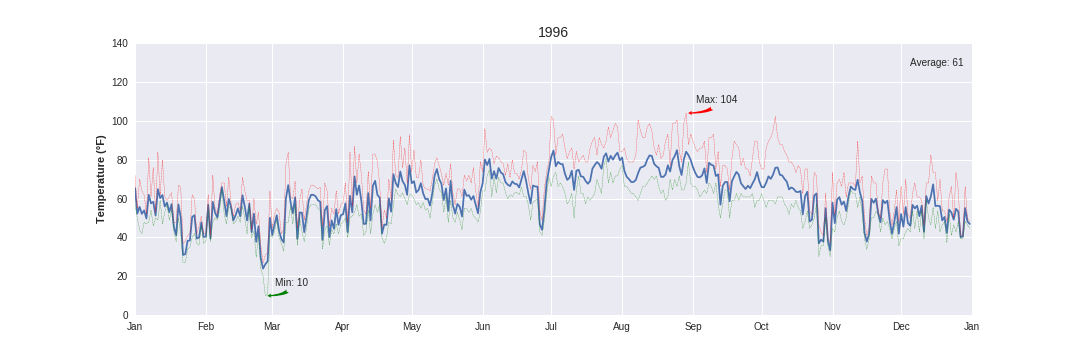 1996
Average: 61
Max: 104
Min: 10
Temperature (°F)
140
120
100
80
60
40
20
0
Jan Feb Mar Apr May Jun Jul Aug Sep Oct Nov Dec Jan